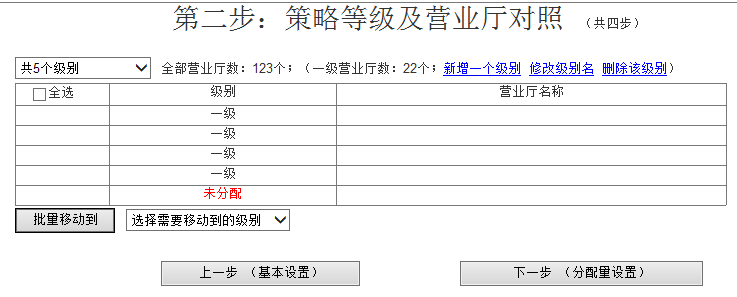 第二步：策略等级及营业厅对照 （共四步）
共5个级别 全部营业厅数：123个；（一级营业厅数：22个；新增一个级别 修改级别名 删除该级别）
全选 级别 营业厅名称
一级
一级
一级
一级
未分配
批量移动到 选择需要移动到的级别
上一步 （基本设置） 下一步 （分配量设置）